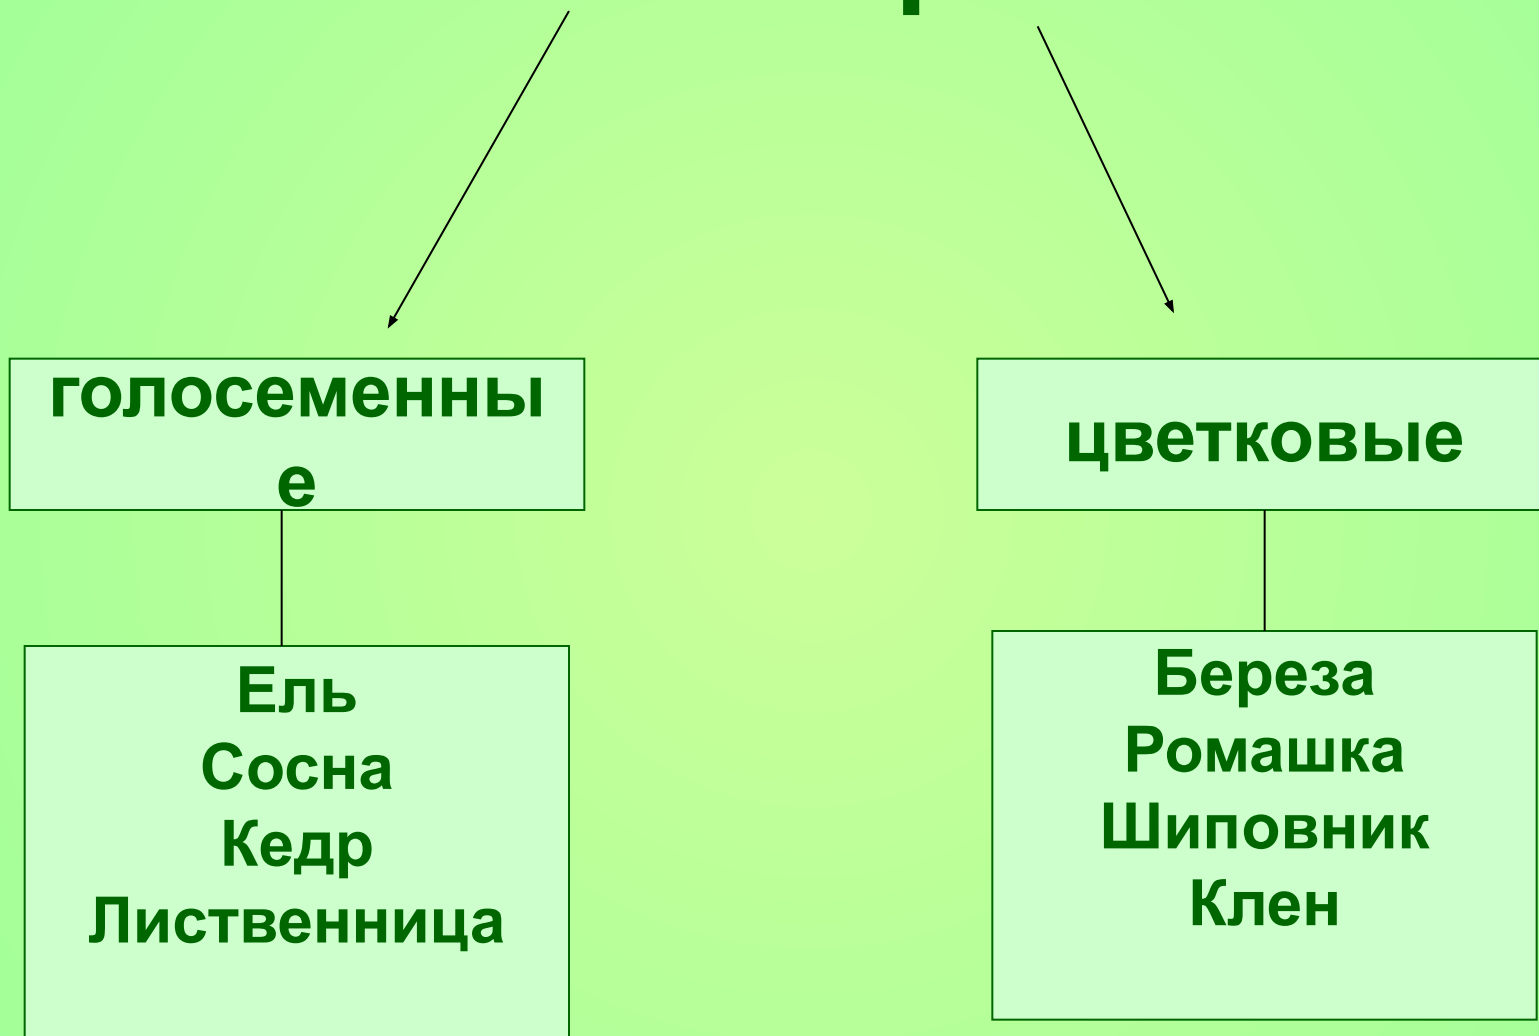 голосеменны
е
цветковые
Ель
Сосна
Кедр
Лиственница
Береза
Ромашка
Шиповник
Клен